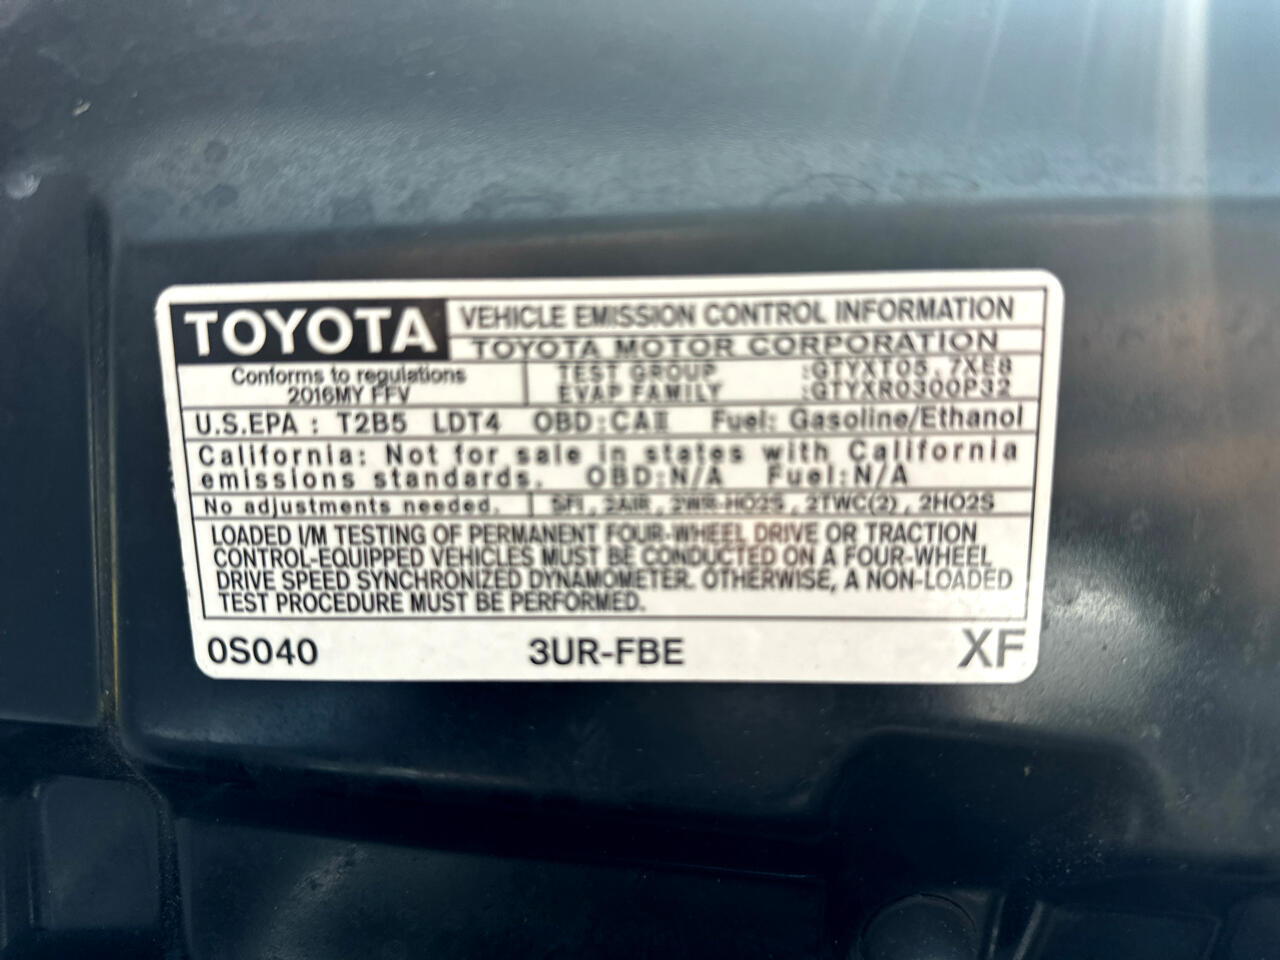 TOYOTA VEHICLE EMISSION CONTROL INFORMATION
TOYOTA MOTOR CORPORATION
Conforms to regulations
2016MY FFV
TEST GROUP :GTYXT05.7XE8
EVAP FAMILY :GTYXR0300P32
U.S.EPA : T2B5 LDT4 OBD:CAⅡ Fuel: Gasoline/Ethanol
California: Not for sale in states with California
emissions standards. OBD:N/A Fuel:N/A
No adjustments needed. SFI, 2AIR, 2WR-HO2S, 2TWC(2), 2HO2S
LOADED I/M TESTING OF PERMANENT FOUR-WHEEL DRIVE OR TRACTION
CONTROL-EQUIPPED VEHICLES MUST BE CONDUCTED ON A FOUR-WHEEL
DRIVE SPEED SYNCHRONIZED DYNAMOMETER. OTHERWISE, A NON-LOADED
TEST PROCEDURE MUST BE PERFORMED.
0S040 3UR-FBE XF